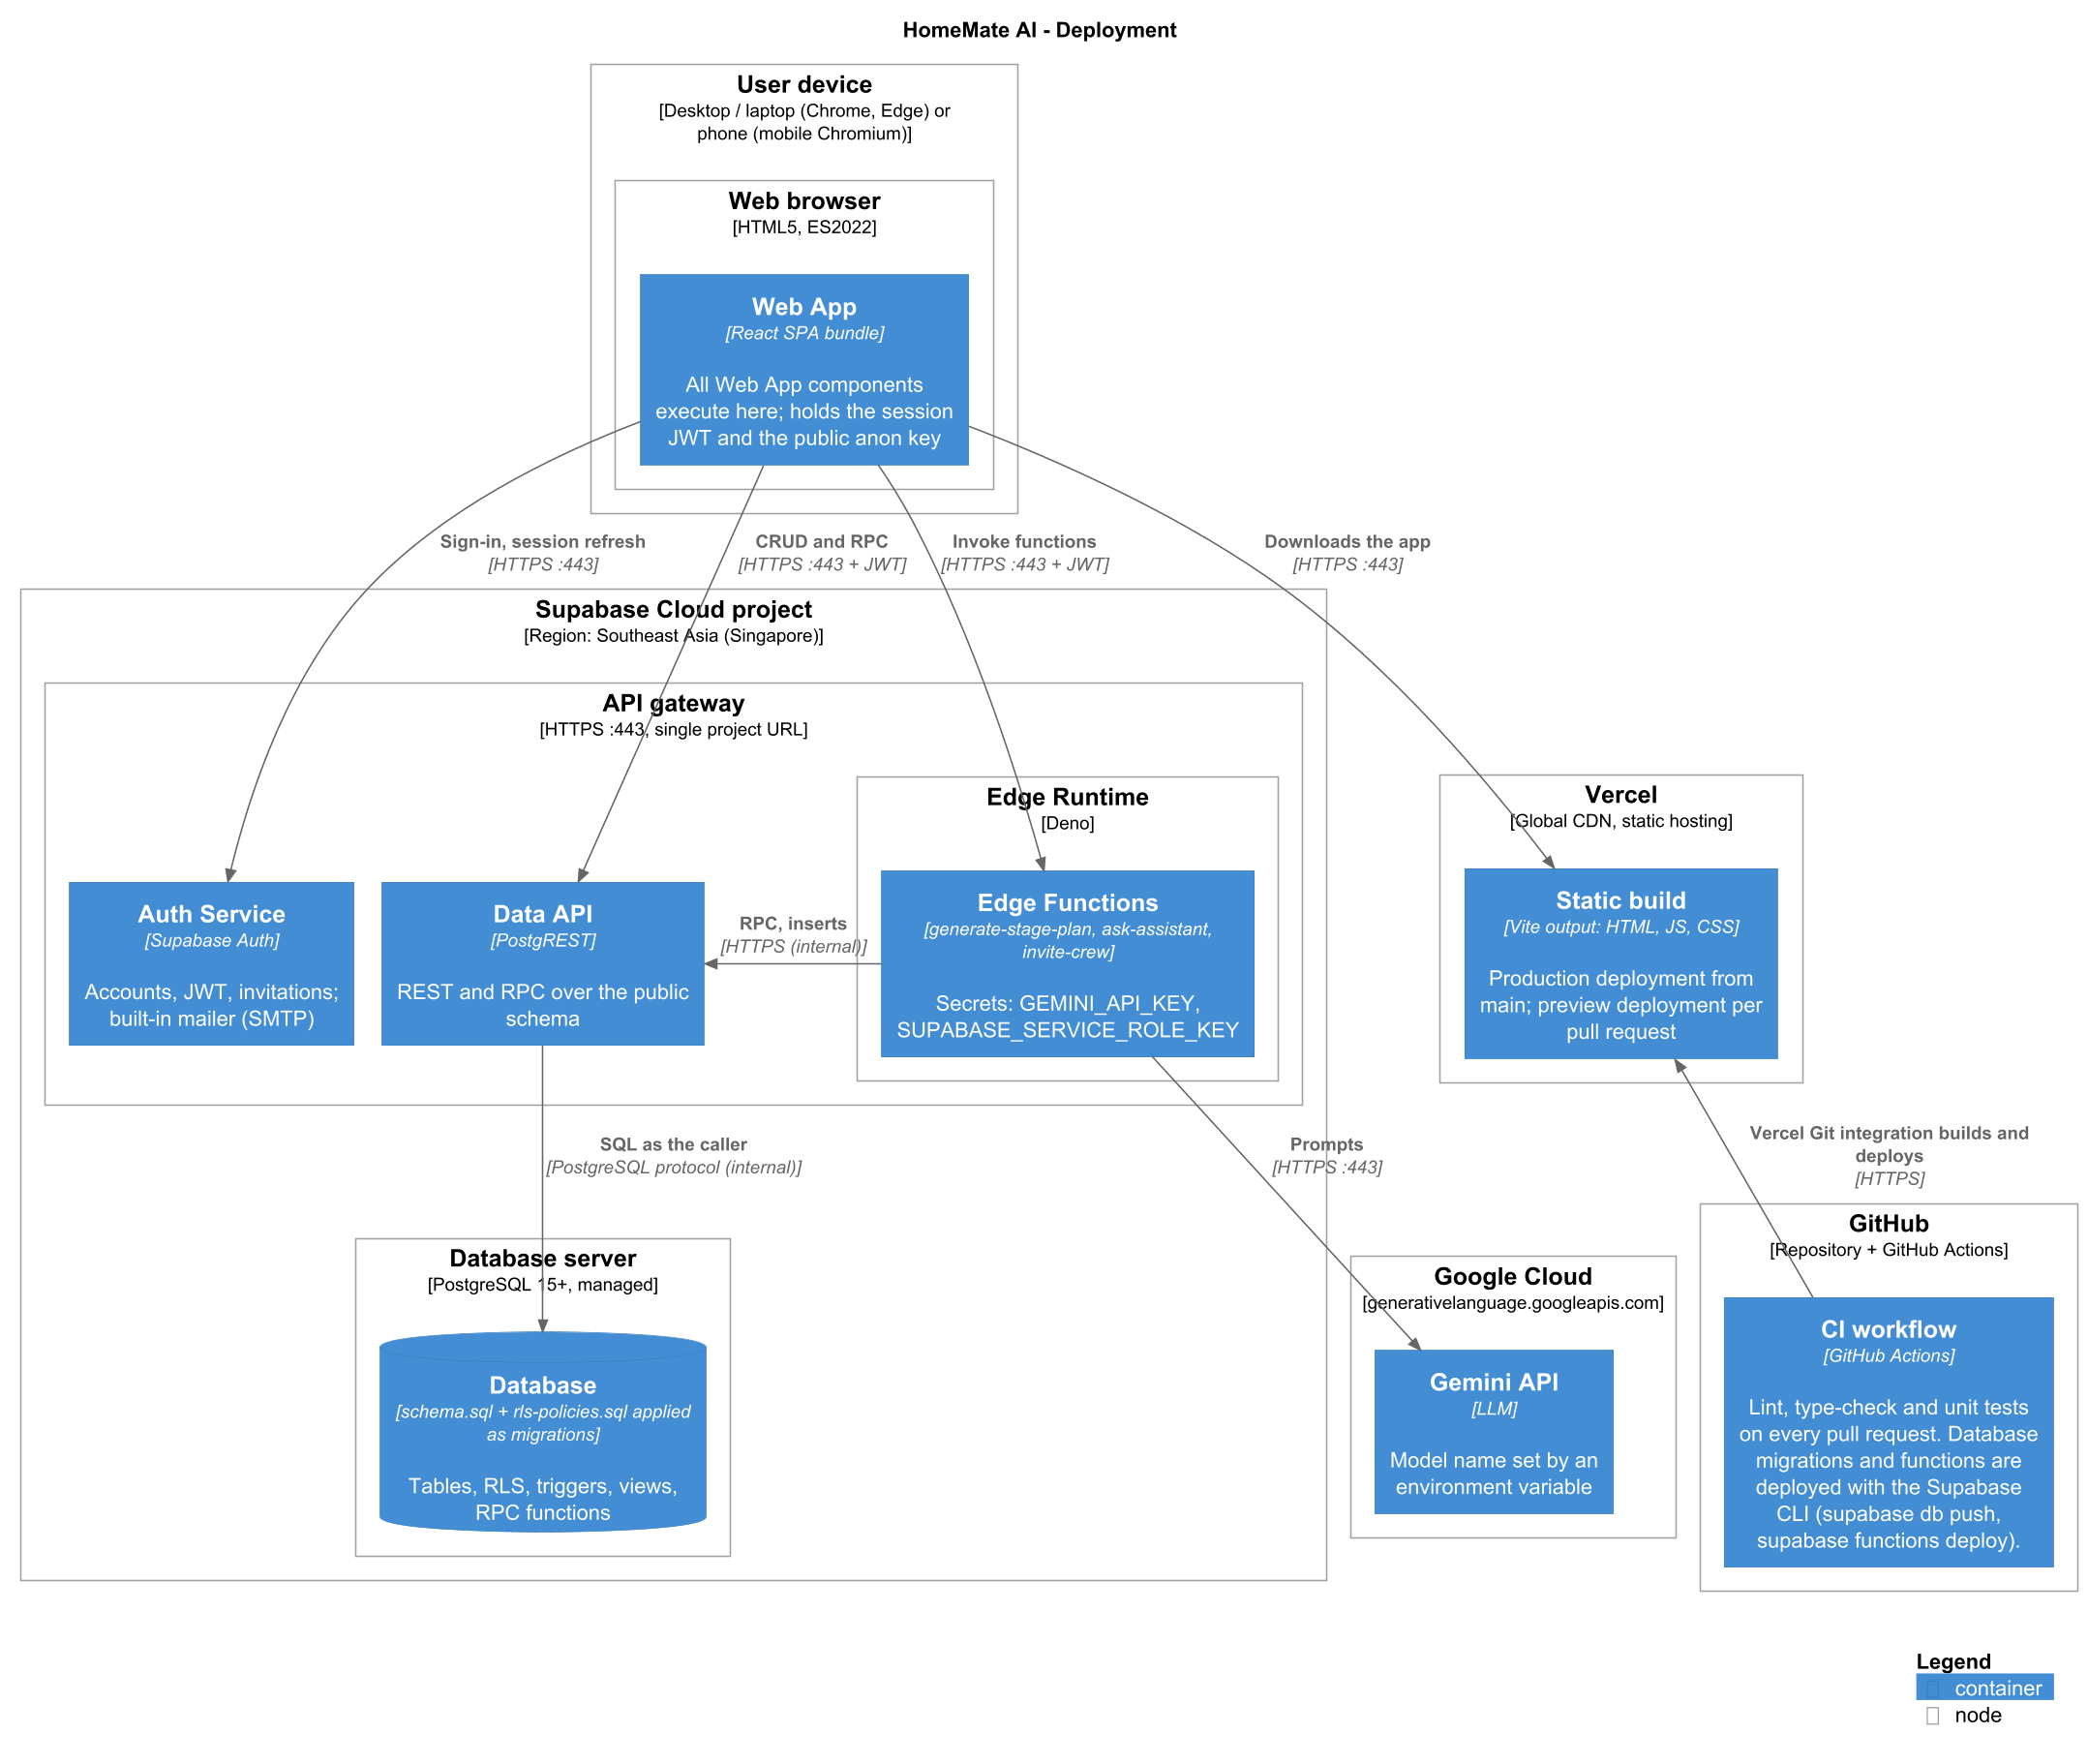 HomeMate AI - Deployment
User device
[Desktop / laptop (Chrome, Edge) or
phone (mobile Chromium)]
Web browser
[HTML5, ES2022]
Web App
[React SPA bundle]
All Web App components
execute here; holds the session
JWT and the public anon key
Sign-in, session refresh
[HTTPS :443]
CRUD and RPC
[HTTPS :443 + JWT]
Invoke functions
[HTTPS :443 + JWT]
Downloads the app
[HTTPS :443]
Supabase Cloud project
[Region: Southeast Asia (Singapore)]
API gateway
[HTTPS :443, single project URL]
Edge Runtime
[Deno]
Vercel
[Global CDN, static hosting]
Auth Service
[Supabase Auth]
Accounts, JWT, invitations;
built-in mailer (SMTP)
Data API
[PostgREST]
REST and RPC over the public
schema
RPC, inserts
[HTTPS (internal)]
Edge Functions
[generate-stage-plan, ask-assistant,
invite-crew]
Secrets: GEMINI_API_KEY,
SUPABASE_SERVICE_ROLE_KEY
Static build
[Vite output: HTML, JS, CSS]
Production deployment from
main; preview deployment per
pull request
SQL as the caller
[PostgreSQL protocol (internal)]
Prompts
[HTTPS :443]
Vercel Git integration builds and
deploys
[HTTPS]
Database server
[PostgreSQL 15+, managed]
Database
[schema.sql + rls-policies.sql applied
as migrations]
Tables, RLS, triggers, views,
RPC functions
Google Cloud
[generativelanguage.googleapis.com]
Gemini API
[LLM]
Model name set by an
environment variable
GitHub
[Repository + GitHub Actions]
CI workflow
[GitHub Actions]
Lint, type-check and unit tests
on every pull request. Database
migrations and functions are
deployed with the Supabase
CLI (supabase db push,
supabase functions deploy).
Legend
container
node